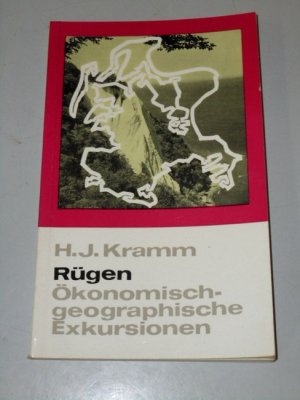 H.J. Kramm
Rügen
Ökonomisch-
geographische
Exkursionen